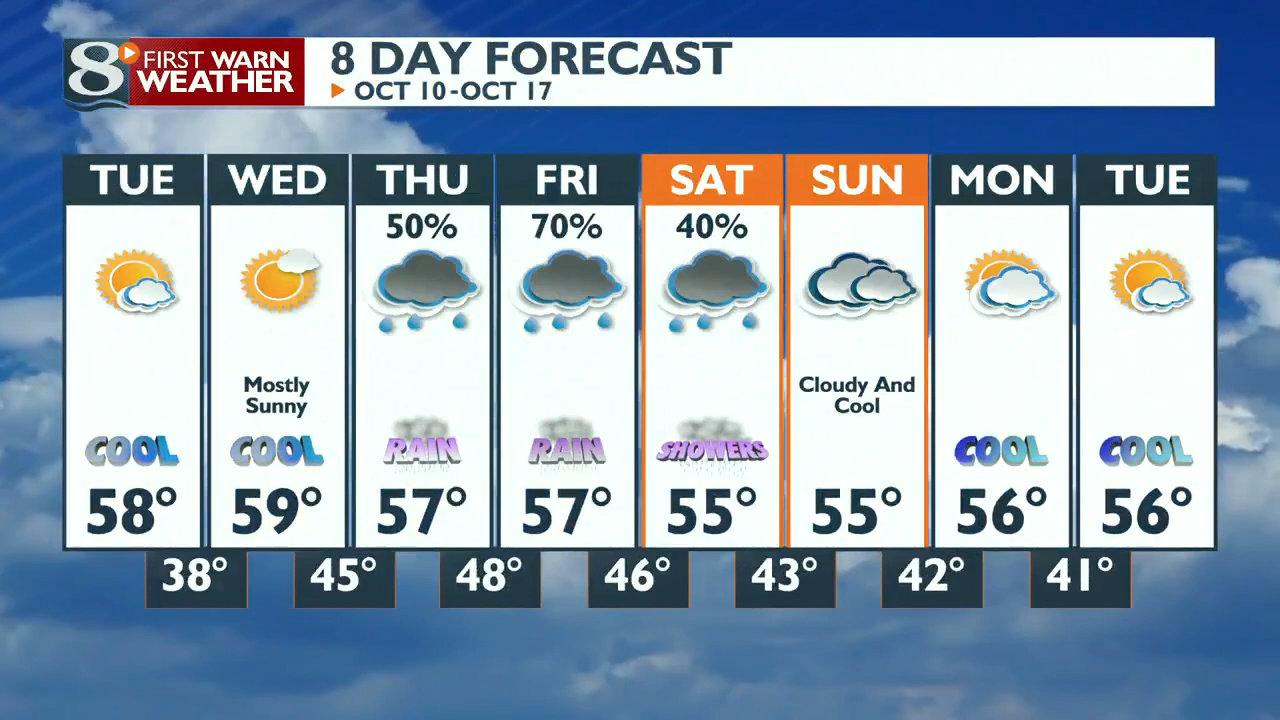 8
FIRST WARN
WEATHER
8 DAY FORECAST
OCT 10-OCT 17
TUE WED THU FRI SAT SUN MON TUE
50% 70% 40%
Mostly
Sunny
Cloudy And
Cool
COOL COOL RAIN RAIN SHOWERS COOL COOL
58° 59° 57° 57° 55° 55° 56° 56°
38° 45° 48° 46° 43° 42° 41°